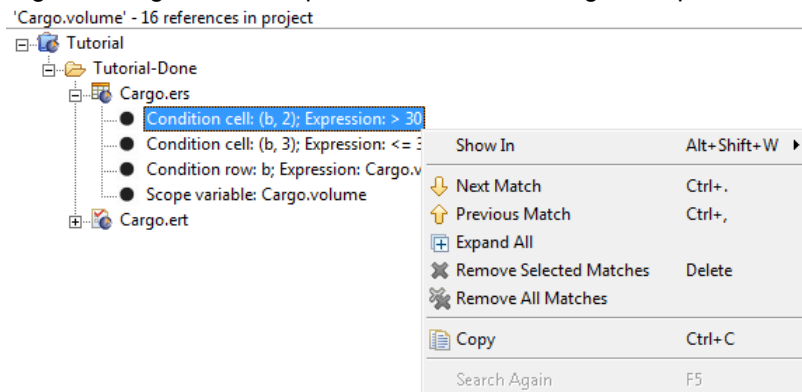 'Cargo.volume' - 16 references in project
Tutorial
Tutorial-Done
Cargo.ers
Condition cell: (b, 2); Expression: > 30
Condition cell: (b, 3); Expression: <=
Condition row: b; Expression: Cargo.v
Scope variable: Cargo.volume
Cargo.ert
Show In Alt+Shift+W
Next Match Ctrl+.
Previous Match Ctrl+,
Expand All
Remove Selected Matches Delete
Remove All Matches
Copy Ctrl+C
Search Again F5